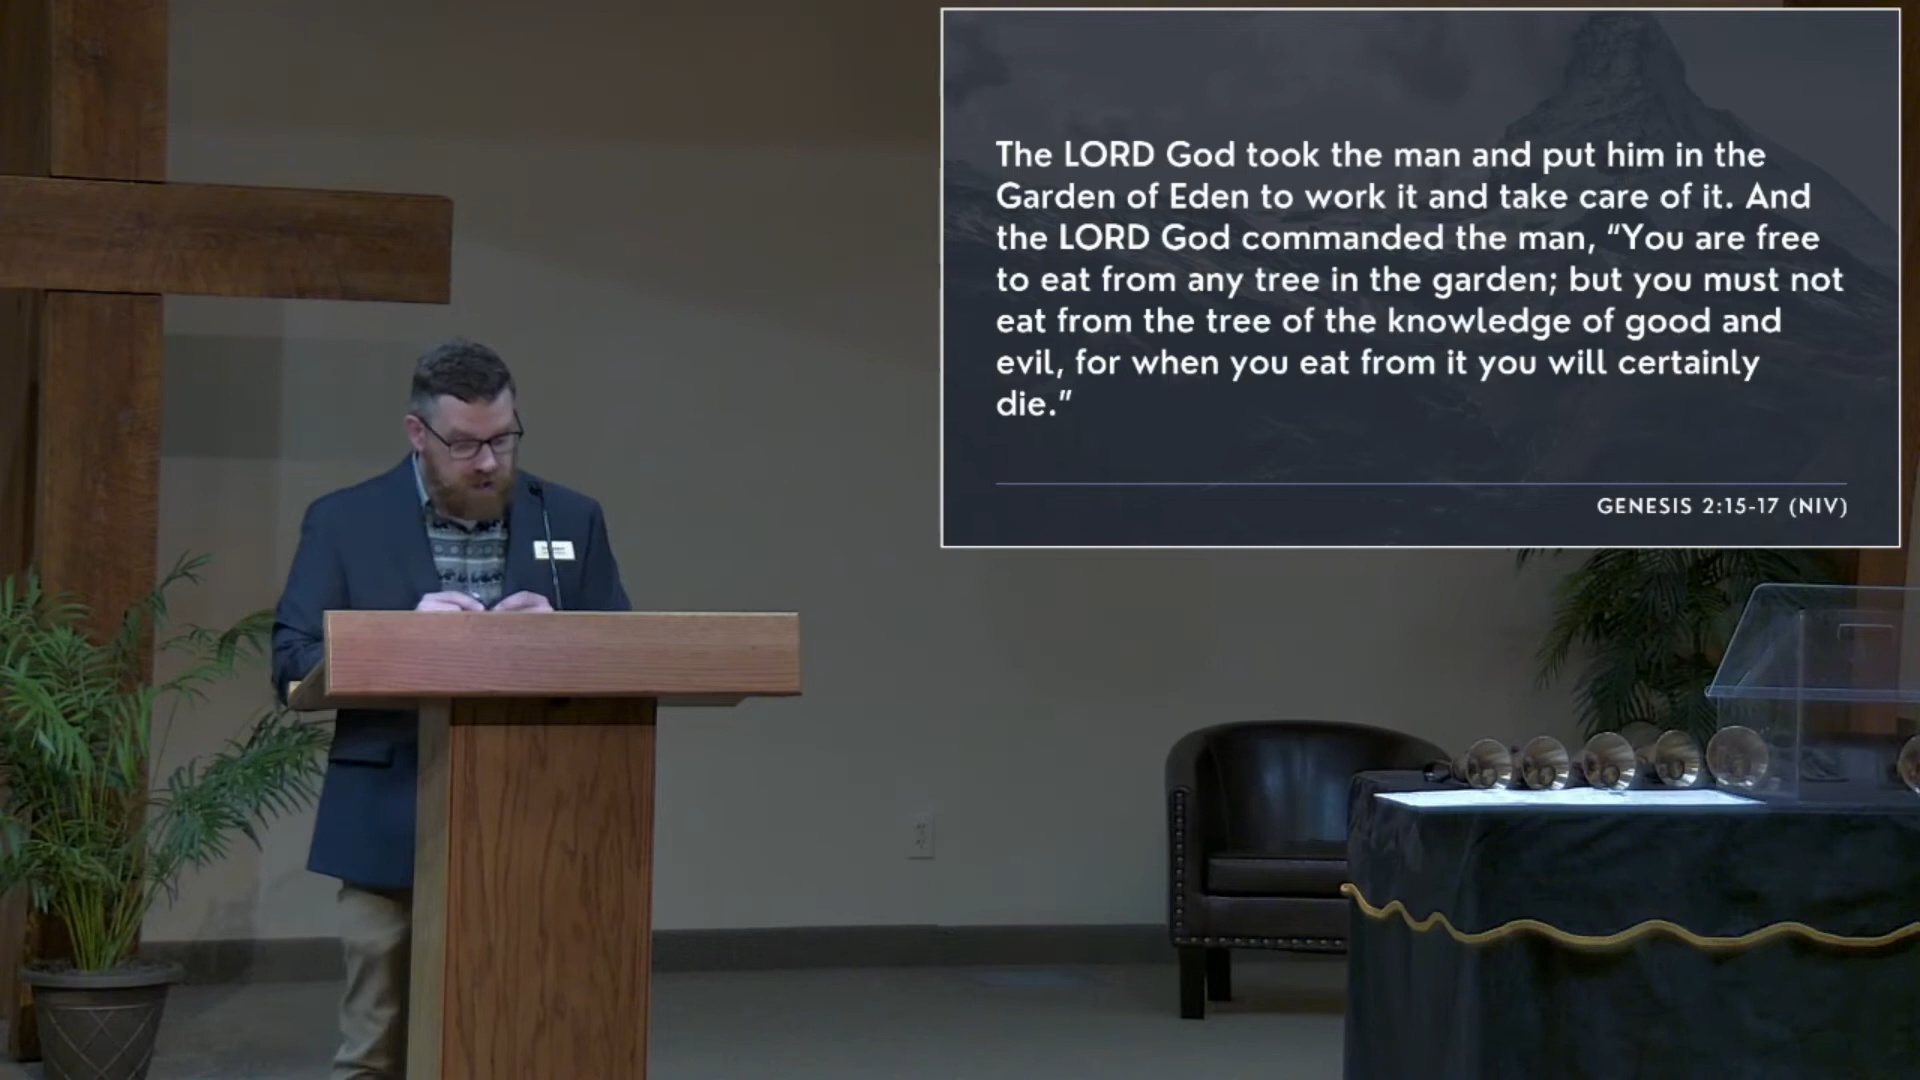 The LORD God took the man and put him in the
Garden of Eden to work it and take care of it. And
the LORD God commanded the man, “You are free
to eat from any tree in the garden; but you must not
eat from the tree of the knowledge of good and
evil, for when you eat from it you will certainly
die.”
GENESIS 2:15-17 (NIV)